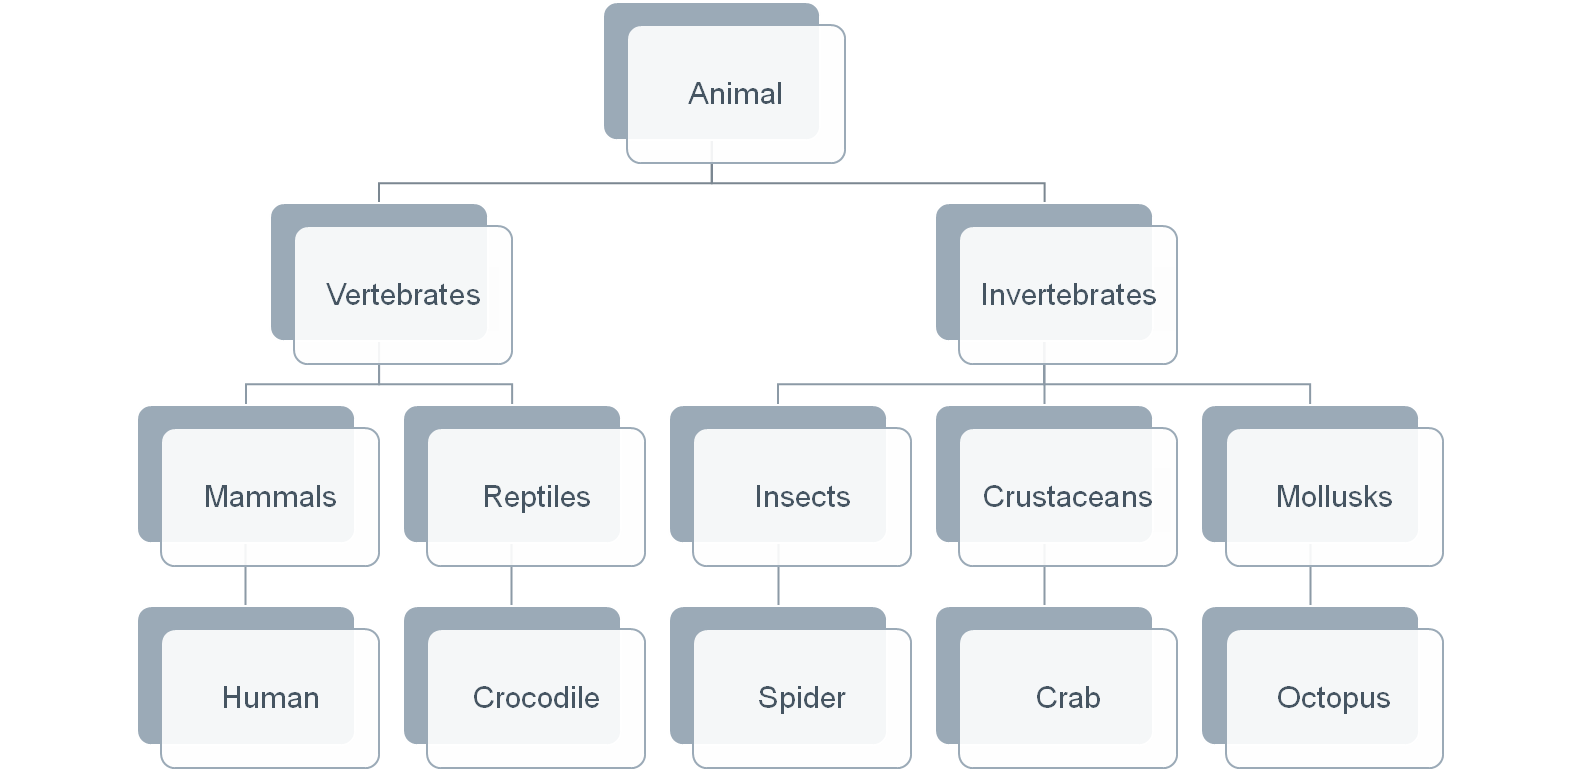 Animal
Vertebrates
Invertebrates
Mammals
Reptiles
Insects
Crustaceans
Mollusks
Human
Crocodile
Spider
Crab
Octopus